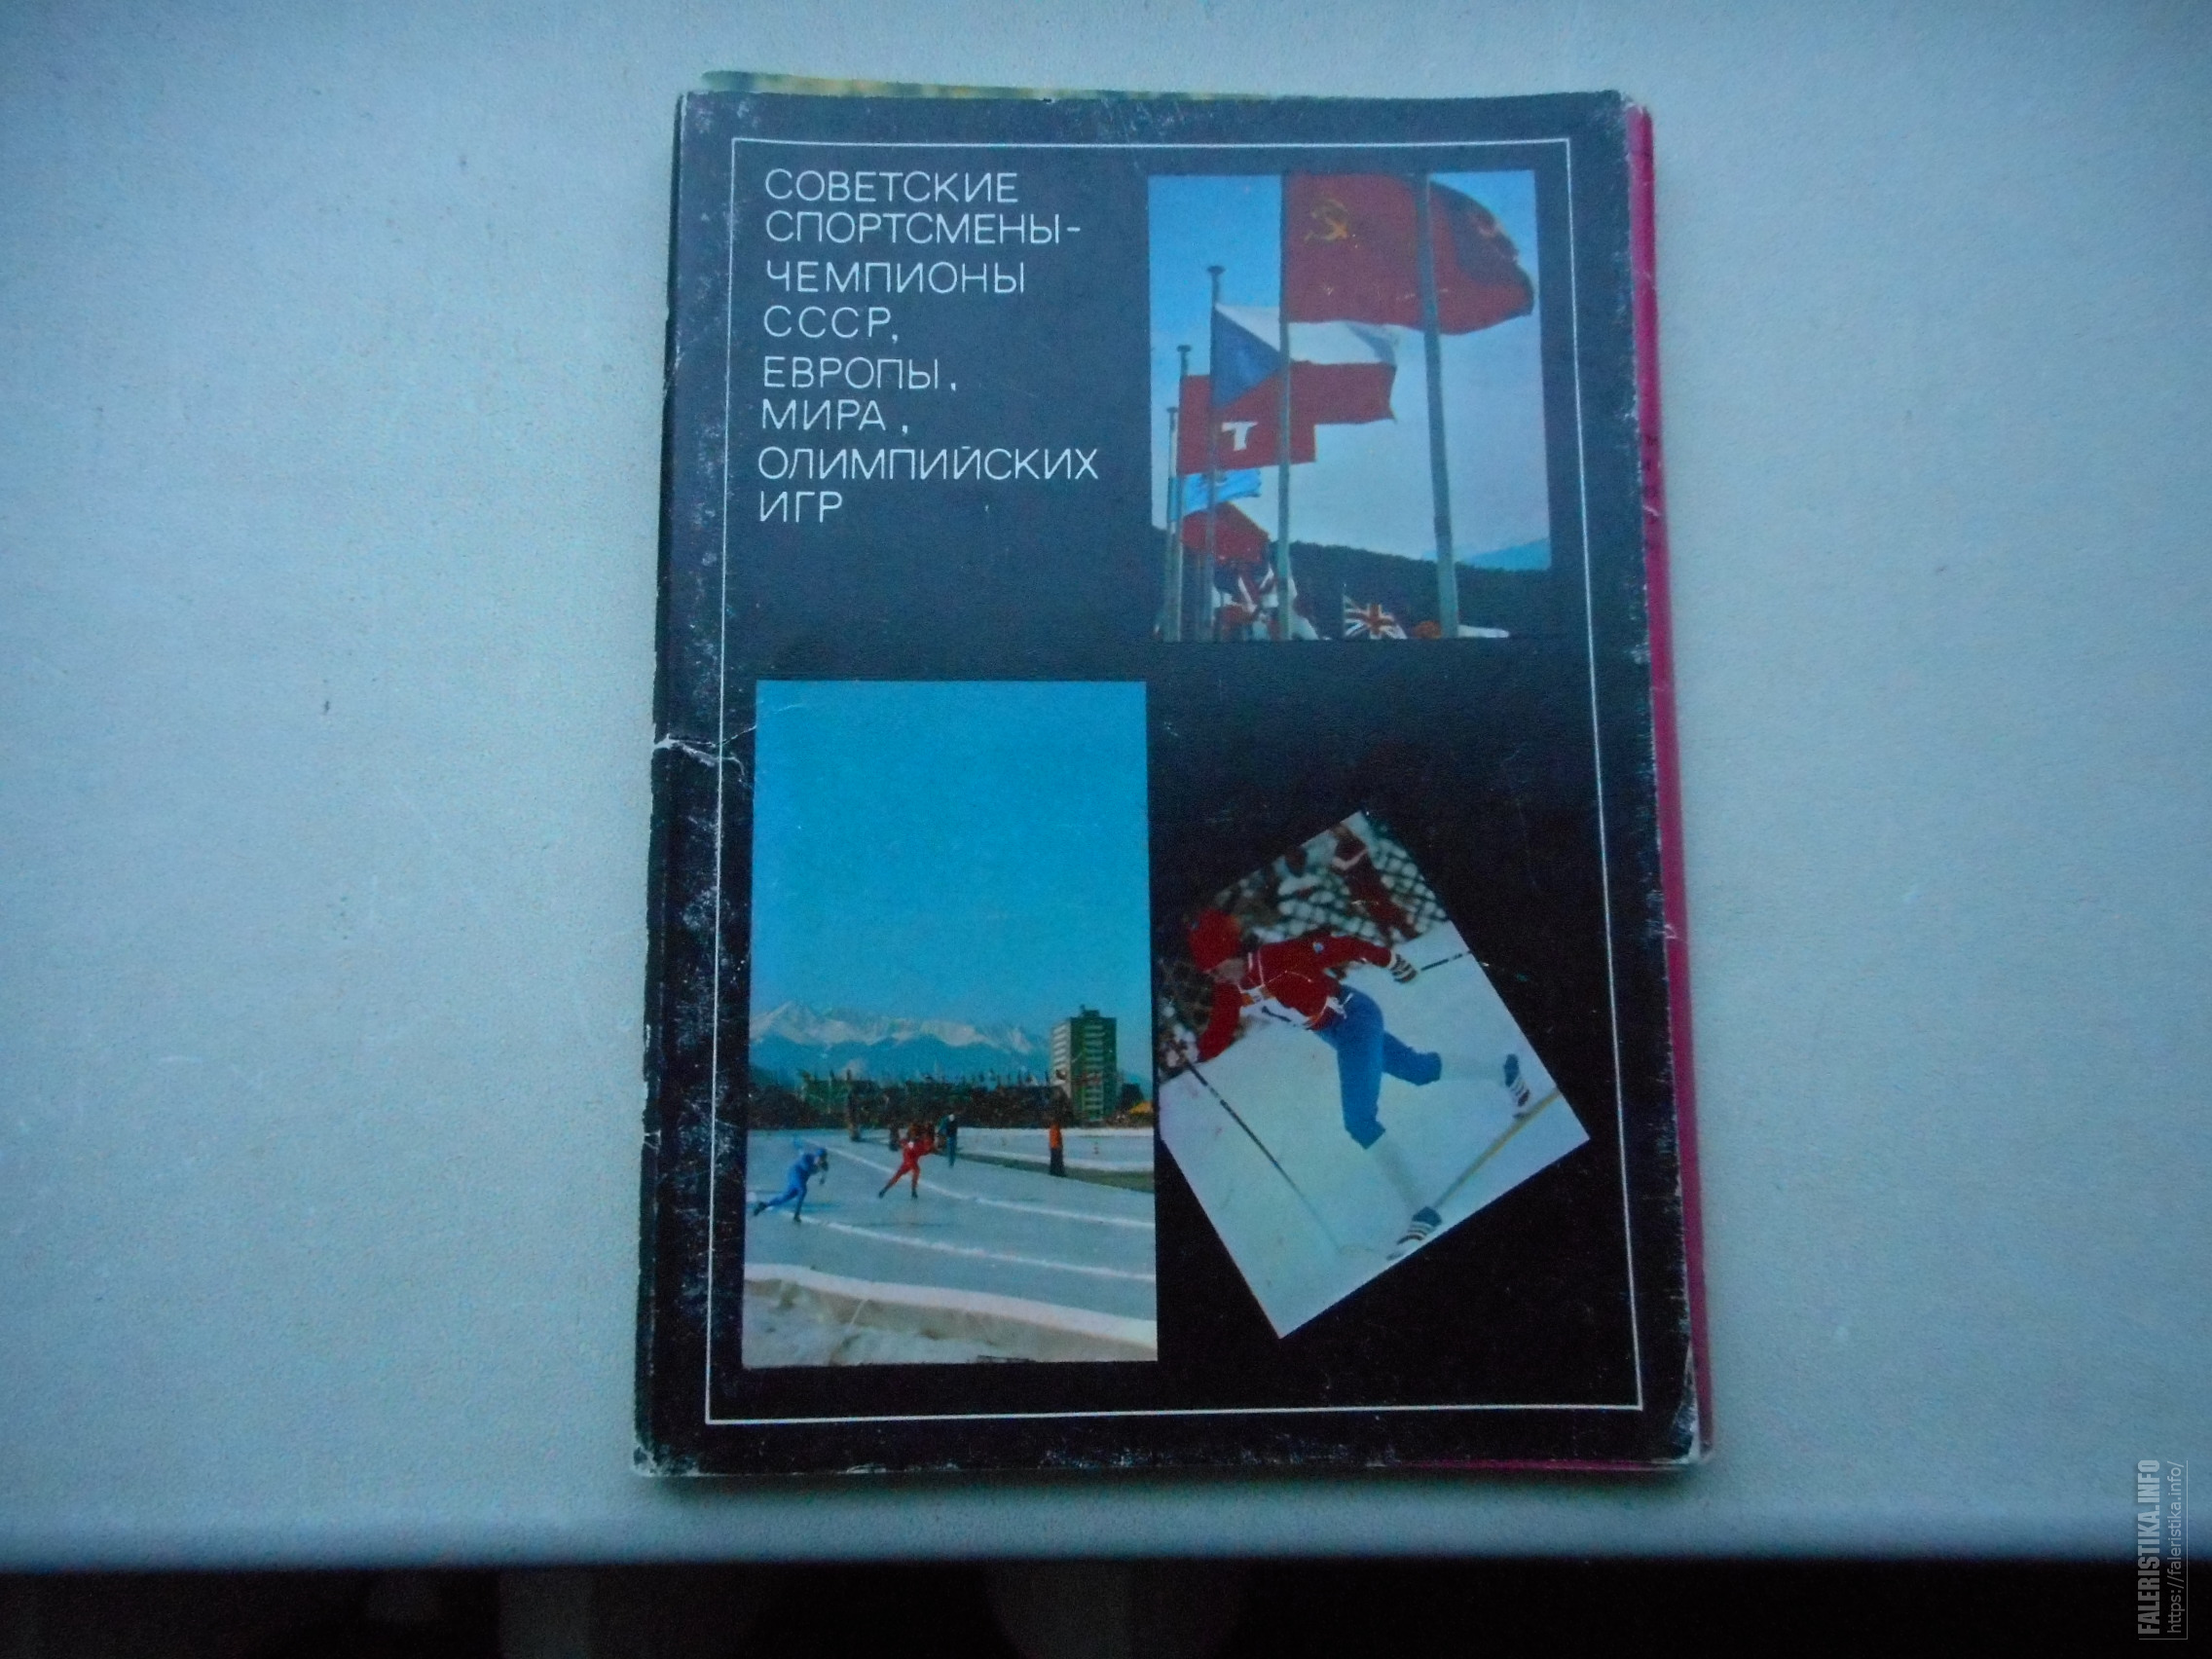 СОВЕТСКИЕ
СПОРТСМЕНЫ-
ЧЕМПИОНЫ
СССР,
ЕВРОПЫ,
МИРА,
ОЛИМПИЙСКИХ
ИГР
Т
FALERISTIKA.INFO
https://faleristika.info/